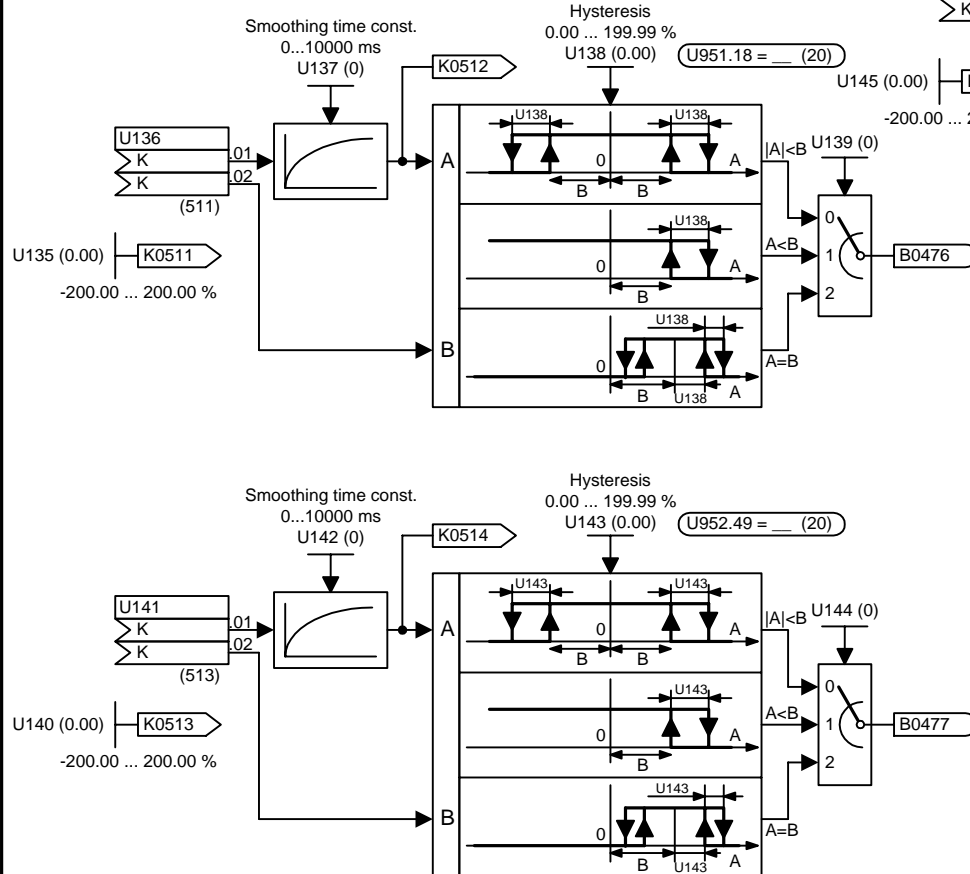 Smoothing time const.
0...10000 ms
U137 (0)
K0512
Hysteresis
0.00 ... 199.99 %
U138 (0.00)
U951.18 = __ (20)
K
U145 (0.00)
-200.00 ...
U136
K
.01
K
.02
(511)
U135 (0.00)
K0511
-200.00 ... 200.00 %
A
B
U138
U138
0
A
B
B
|A|<B
U138
0
A
B
A<B
U138
0
B
U138
A
A=B
U139 (0)
0
1
2
B0476
Smoothing time const.
0...10000 ms
U142 (0)
K0514
Hysteresis
0.00 ... 199.99 %
U143 (0.00)
U952.49 = __ (20)
U141
K
.01
K
.02
(513)
U140 (0.00)
K0513
-200.00 ... 200.00 %
A
B
U143
U143
0
A
B
B
|A|<B
U143
0
A
B
A<B
U143
0
B
U143
A
A=B
U144 (0)
0
1
2
B0477